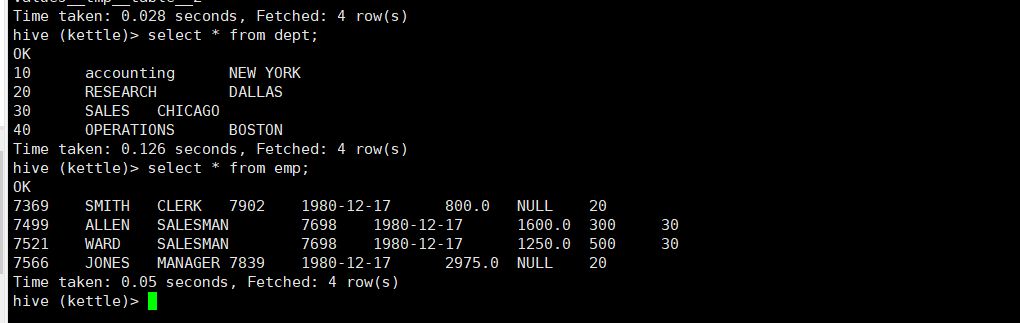 values__tmp__table__2
Time taken: 0.028 seconds, Fetched: 4 row(s)
hive (kettle)> select * from dept;
OK
10 accounting NEW YORK
20 RESEARCH DALLAS
30 SALES CHICAGO
40 OPERATIONS BOSTON
Time taken: 0.126 seconds, Fetched: 4 row(s)
hive (kettle)> select * from emp;
OK
7369 SMITH CLERK 7902 1980-12-17 800.0 NULL 20
7499 ALLEN SALESMAN 7698 1980-12-17 1600.0 300 30
7521 WARD SALESMAN 7698 1980-12-17 1250.0 500 30
7566 JONES MANAGER 7839 1980-12-17 2975.0 NULL 20
Time taken: 0.05 seconds, Fetched: 4 row(s)
hive (kettle)>